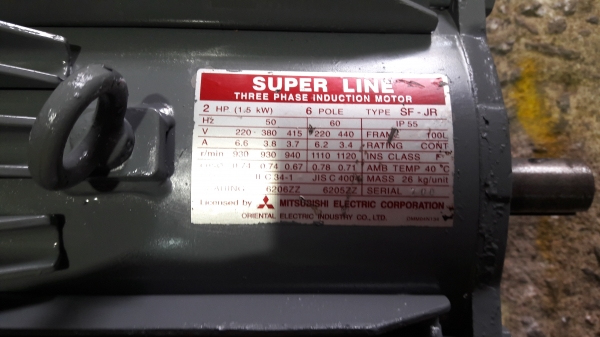 SUPER LINE
THREE PHASE INDUCTION MOTOR
2 HP (1.5 kW) 6 POLE TYPE SF-JR
Hz 50 60 IP 55
V 220 380 415 220 440 FRAME 100L
A 6.6 3.8 3.7 6.2 3.4 RATING CONT
r/min 930 930 940 1110 1120 INS CLASS F
0.74 0.67 0.78 0.71 AMB TEMP 40 °C
34-1 JIS C MASS 26 kg/unit
6206ZZ 6205ZZ SERIAL
Licensed by MITSUBISHI ELECTRIC CORPORATION
ORIENTAL ELECTRIC INDUSTRY CO., LTD.